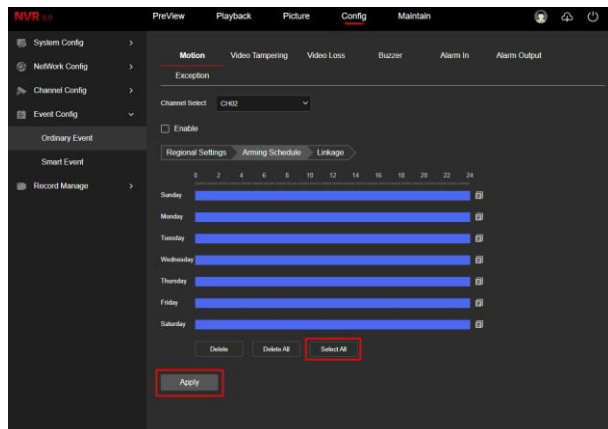 NVR 6.0 PreView Playback Picture Config Maintain
System Config
NetWork Config
Channel Config
Event Config
Ordinary Event
Smart Event
Record Manage
Motion Video Tampering Video Loss Buzzer Alarm In Alarm Output
Exception
Channel Select CH02
Enable
Regional Settings Arming Schedule Linkage
0 2 4 6 8 10 12 14 16 18 20 22 24
Sunday
Monday
Tuesday
Wednesday
Thursday
Friday
Saturday
Delete Delete All Select All
Apply